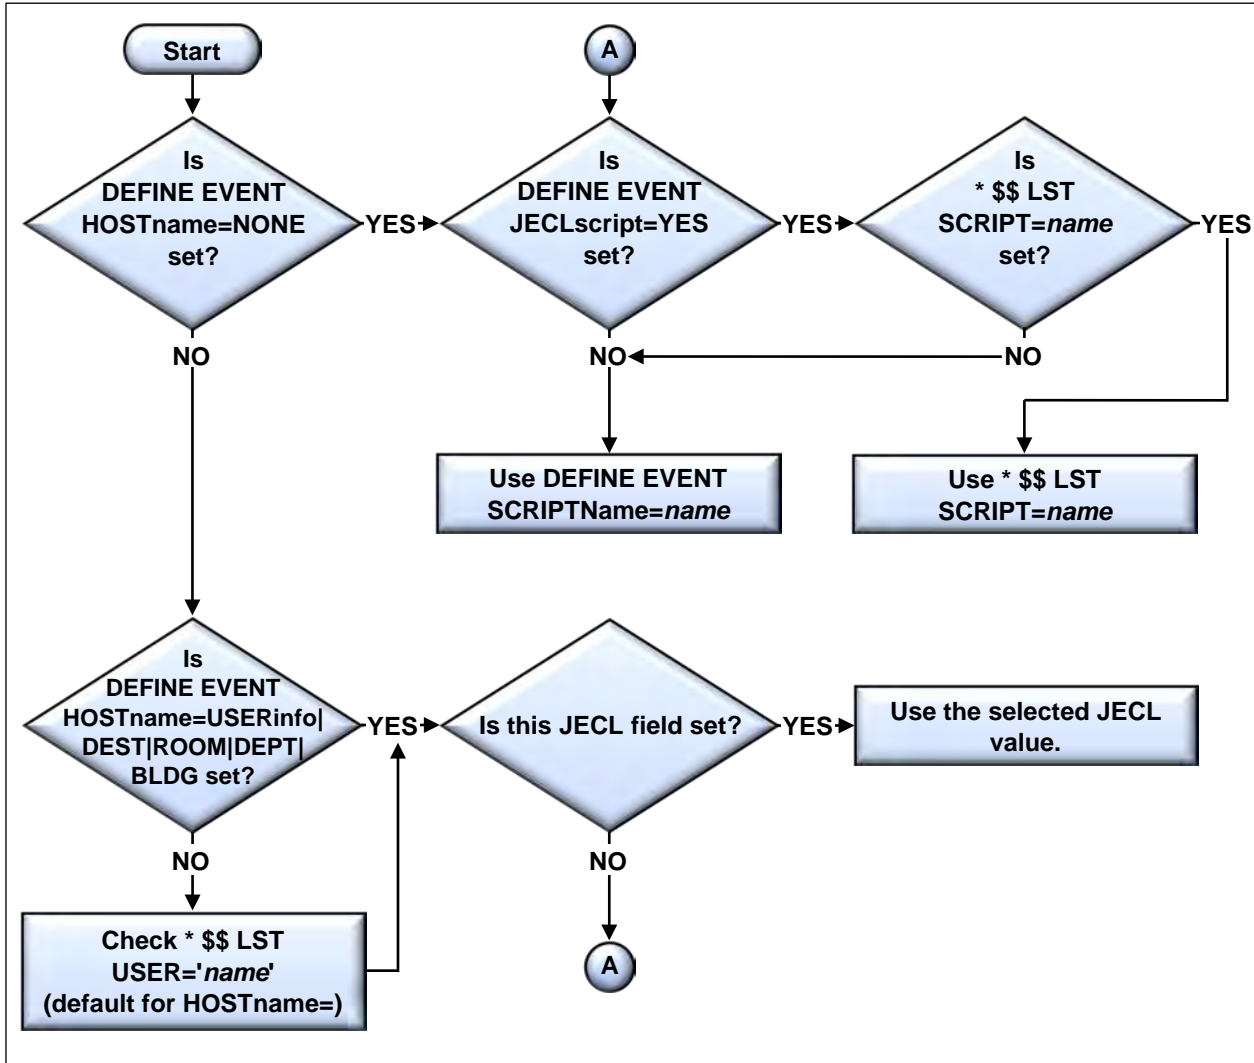 Start
A
Is
DEFINE EVENT
HOSTname=NONE
set?
YES
Is
DEFINE EVENT
JECLscript=YES
set?
YES
Is
* $$ LST
SCRIPT=name
set?
YES
NO
NO
NO
Use DEFINE EVENT
SCRIPTName=name
Use * $$ LST
SCRIPT=name
Is
DEFINE EVENT
HOSTname=USERinfo|
DEST|ROOM|DEPT|
BLDG set?
YES
Is this JECL field set?
YES
Use the selected JECL
value.
NO
NO
Check * $$ LST
USER='name'
(default for HOSTname=)
A